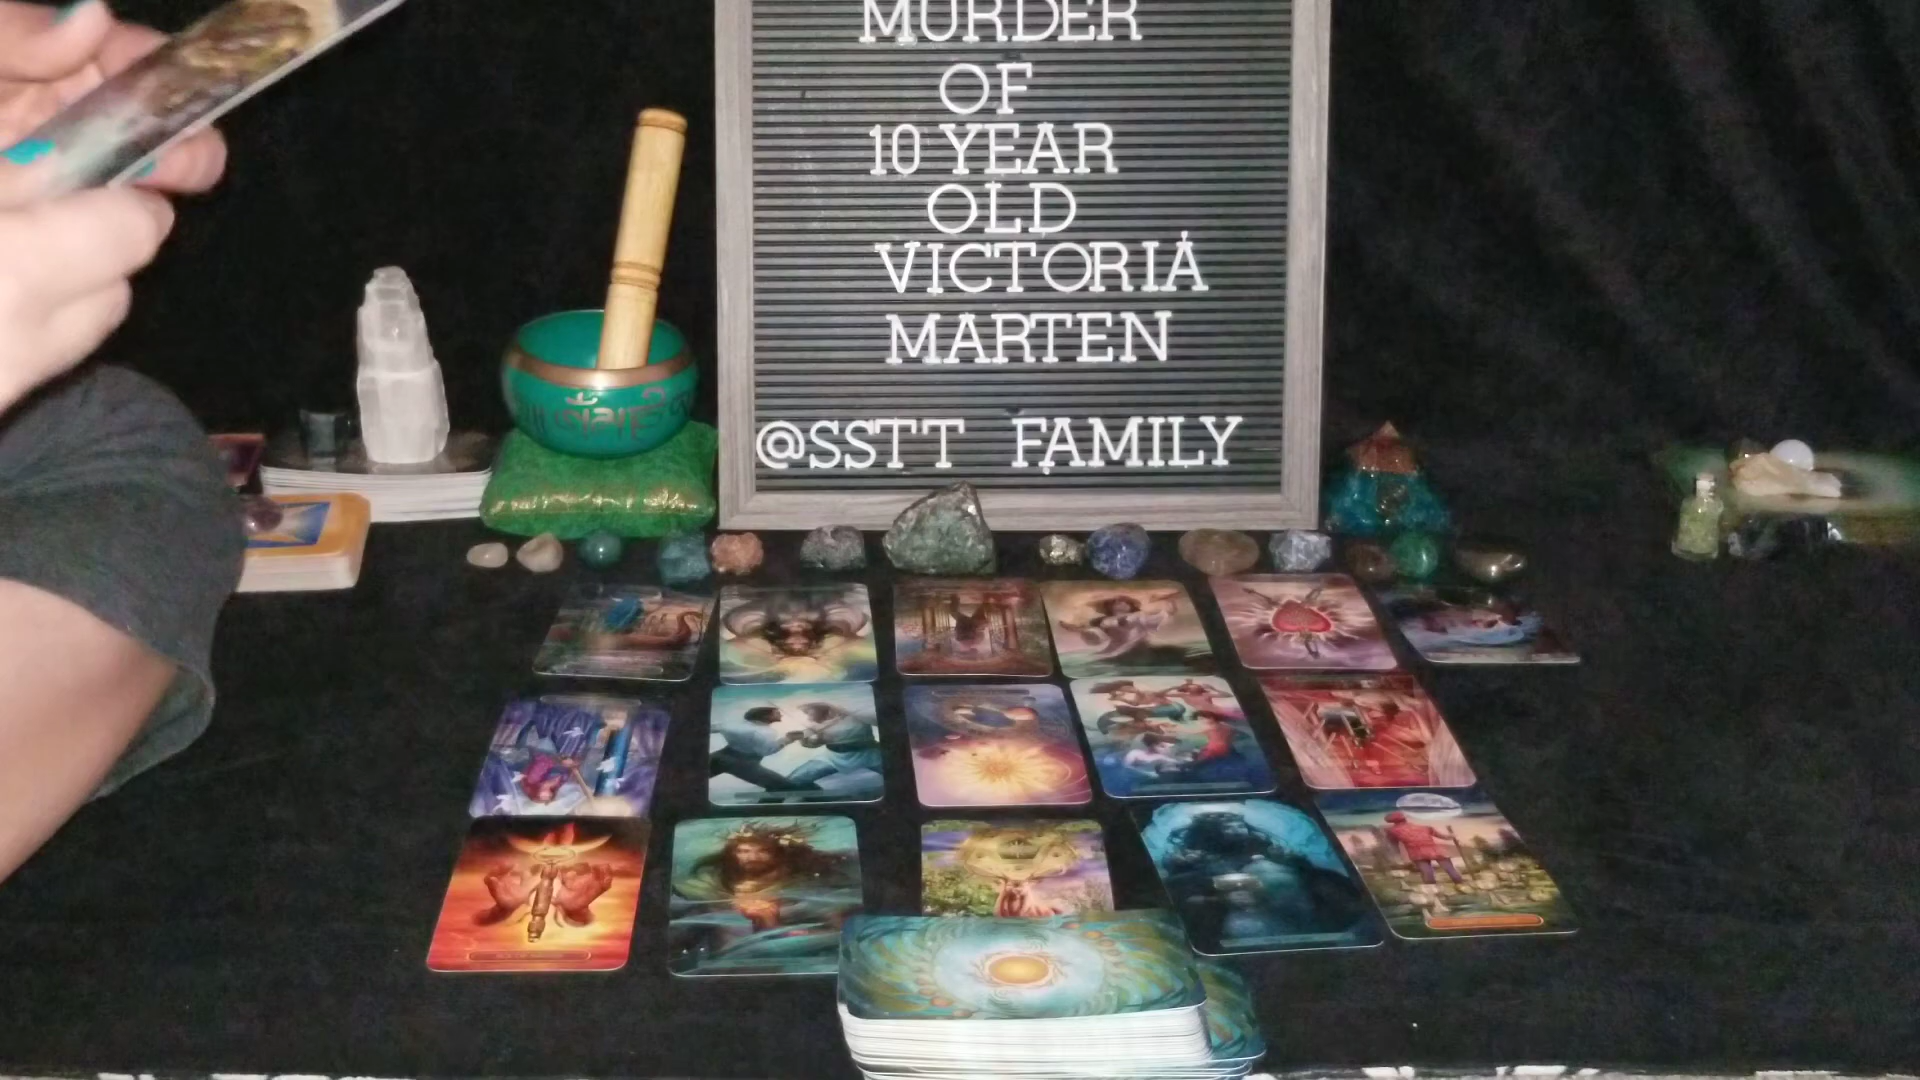 MURDER
OF
10 YEAR
OLD
VICTORIA
MARTEN
@SSTT FAMILY